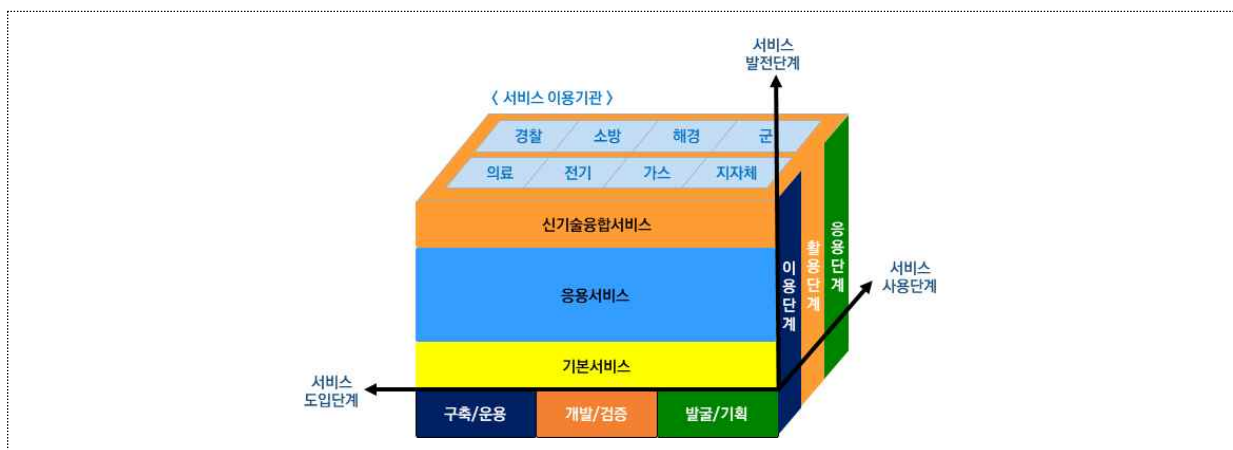 서비스
발전단계
< 서비스 이용기관 >
경찰 소방 해경 군
의료 전기 가스 지자체
신기술융합서비스
응용서비스
기본서비스
이용단계
활용단계
응용단계
서비스
사용단계
서비스
도입단계
구축/운용 개발/검증 발굴/기획